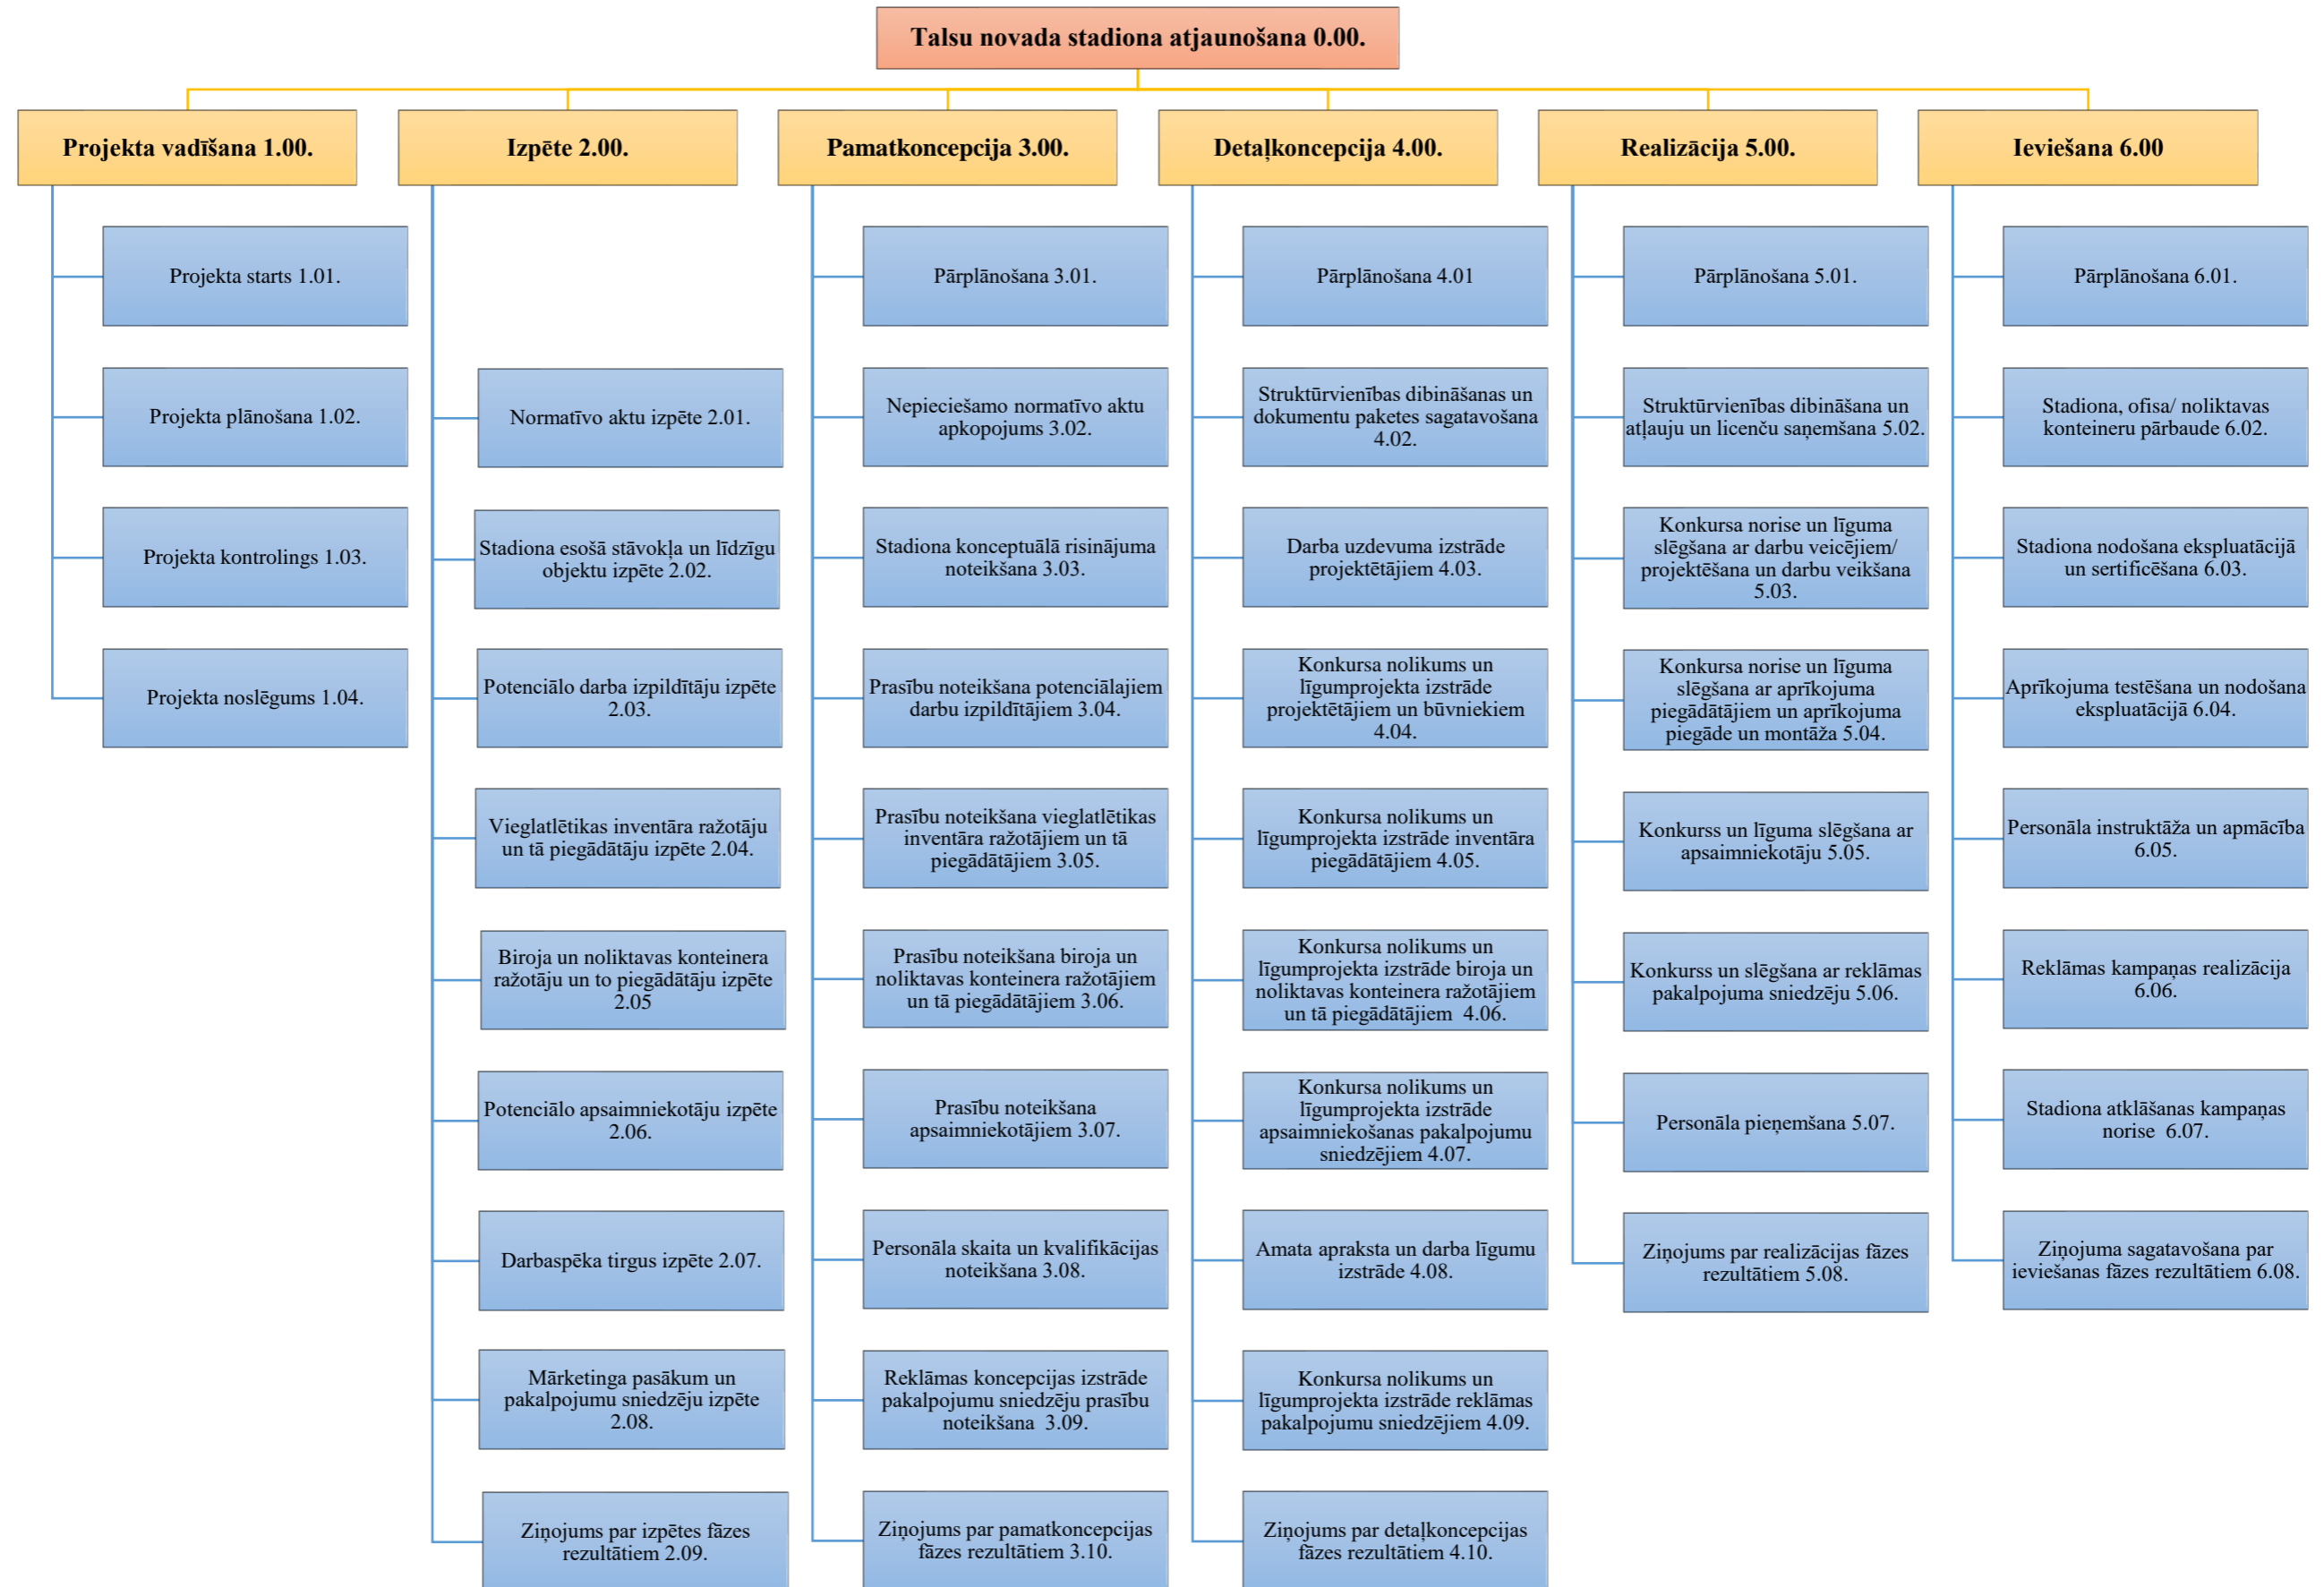 Talsu novada stadiona atjaunošana 0.00.
Projekta vadīšana 1.00.
Projekta starts 1.01.
Projekta plānošana 1.02.
Projekta kontrolings 1.03.
Projekta noslēgums 1.04.
Izpēte 2.00.
Normatīvo aktu izpēte 2.01.
Stadiona esošā stāvokļa un līdzīgu
objektu izpēte 2.02.
Potenciālo darba izpildītāju izpēte
2.03.
Vieglatlētikas inventāra ražotāju
un tā piegādātāju izpēte 2.04.
Biroja un noliktavas konteinera
ražotāju un to piegādātāju izpēte
2.05
Potenciālo apsaimniekotāju izpēte
2.06.
Darbaspēka tirgus izpēte 2.07.
Mārketinga pasākum un
pakalpojumu sniedzēju izpēte
2.08.
Ziņojums par izpētes fāzes
rezultātiem 2.09.
Pamatkoncepcija 3.00.
Pārplānošana 3.01.
Nepieciešamo normatīvo aktu
apkopojums 3.02.
Stadiona konceptuālā risinājuma
noteikšana 3.03.
Prasību noteikšana potenciālajiem
darbu izpildītājiem 3.04.
Prasību noteikšana vieglatlētikas
inventāra ražotājiem un tā
piegādātājiem 3.05.
Prasību noteikšana biroja un
noliktavas konteinera ražotājiem
un tā piegādātājiem 3.06.
Prasību noteikšana
apsaimniekotājiem 3.07.
Personāla skaita un kvalifikācijas
noteikšana 3.08.
Reklāmas koncepcijas izstrāde
pakalpojumu sniedzēju prasību
noteikšana  3.09.
Ziņojums par pamatkoncepcijas
fāzes rezultātiem 3.10.
Detaļkoncepcija 4.00.
Pārplānošana 4.01
Struktūrvienības dibināšanas un
dokumentu paketes sagatavošana
4.02.
Darba uzdevuma izstrāde
projektētājiem 4.03.
Konkursa nolikums un
līgumprojekta izstrāde
projektētājiem un būvniekiem
4.04.
Konkursa nolikums un
līgumprojekta izstrāde inventāra
piegādātājiem 4.05.
Konkursa nolikums un
līgumprojekta izstrāde biroja un
noliktavas konteinera ražotājiem
un tā piegādātājiem  4.06.
Konkursa nolikums un
līgumprojekta izstrāde
apsaimniekošanas pakalpojumu
sniedzējiem 4.07.
Amata apraksta un darba līgumu
izstrāde 4.08.
Konkursa nolikums un
līgumprojekta izstrāde reklāmas
pakalpojumu sniedzējiem 4.09.
Ziņojums par detaļkoncepcijas
fāzes rezultātiem 4.10.
Realizācija 5.00.
Pārplānošana 5.01.
Struktūrvienības dibināšana un
atļauju un licenču saņemšana 5.02.
Konkursa norise un līguma
slēgšana ar darbu veicējiem/
projektēšana un darbu veikšana
5.03.
Konkursa norise un līguma
slēgšana ar aprīkojuma
piegādātājiem un aprīkojuma
piegāde un montāža 5.04.
Konkurss un līguma slēgšana ar
apsaimniekotāju 5.05.
Konkurss un slēgšana ar reklāmas
pakalpojuma sniedzēju 5.06.
Personāla pieņemšana 5.07.
Ziņojums par realizācijas fāzes
rezultātiem 5.08.
Ieviešana 6.00
Pārplānošana 6.01.
Stadiona, ofisa/ noliktavas
konteineru pārbaude 6.02.
Stadiona nodošana ekspluatācijā
un sertificēšana 6.03.
Aprīkojuma testēšana un nodošana
ekspluatācijā 6.04.
Personāla instruktāža un apmācība
6.05.
Reklāmas kampaņas realizācija
6.06.
Stadiona atklāšanas kampaņas
norise  6.07.
Ziņojuma sagatavošana par
ieviešanas fāzes rezultātiem 6.08.